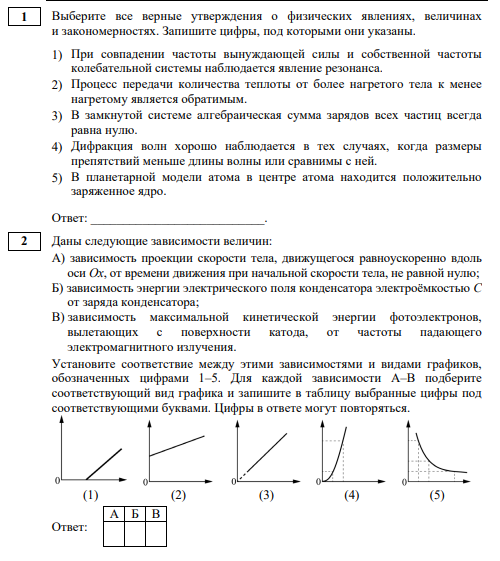 1 Выберите все верные утверждения о физических явлениях, величинах
и закономерностях. Запишите цифры, под которыми они указаны.
1) При совпадении частоты вынуждающей силы и собственной частоты
колебательной системы наблюдается явление резонанса.
2) Процесс передачи количества теплоты от более нагретого тела к менее
нагретому является обратимым.
3) В замкнутой системе алгебраическая сумма зарядов всех частиц всегда
равна нулю.
4) Дифракция волн хорошо наблюдается в тех случаях, когда размеры
препятствий меньше длины волны или сравнимы с ней.
5) В планетарной модели атома в центре атома находится положительно
заряженное ядро.
Ответ: ___________________________.
2 Даны следующие зависимости величин:
А) зависимость проекции скорости тела, движущегося равноускоренно вдоль
оси Ox, от времени движения при начальной скорости тела, не равной нулю;
Б) зависимость энергии электрического поля конденсатора электроёмкостью C
от заряда конденсатора;
В) зависимость максимальной кинетической энергии фотоэлектронов,
вылетающих с поверхности катода, от частоты падающего
электромагнитного излучения.
Установите соответствие между этими зависимостями и видами графиков,
обозначенных цифрами 1–5. Для каждой зависимости А–В подберите
соответствующий вид графика и запишите в таблицу выбранные цифры под
соответствующими буквами. Цифры в ответе могут повторяться.
0 0 0 0 0
(1) (2) (3) (4) (5)
А Б В
Ответ: